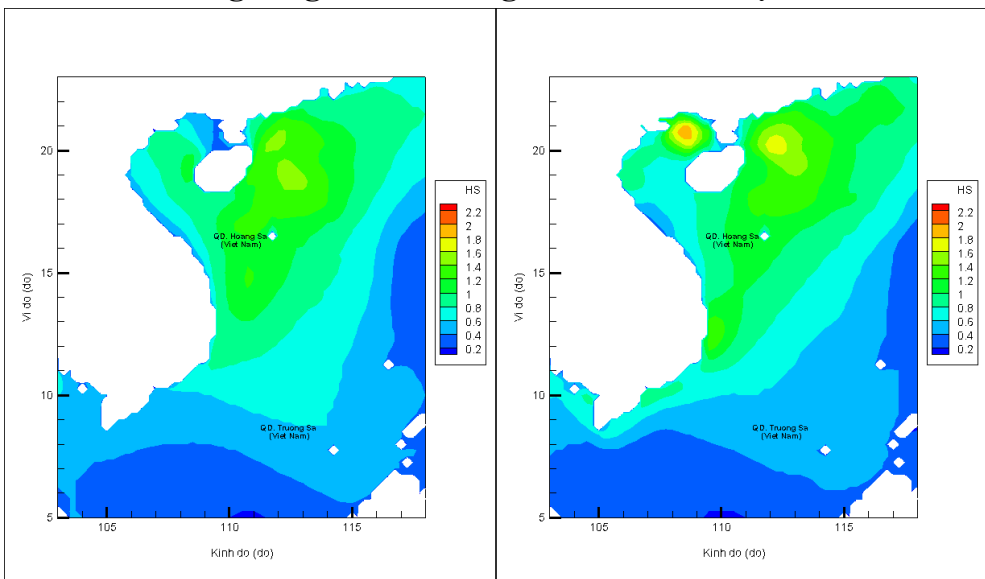 20
15
10
5
105
110
115
Vi do (do)
Kinh do (do)
QD. Hoang Sa
(Viet Nam)
QD. Truong Sa
(Viet Nam)
HS
2.2
2
1.8
1.6
1.4
1.2
1
0.8
0.6
0.4
0.2
20
15
10
5
105
110
115
Vi do (do)
Kinh do (do)
QD. Hoang Sa
(Viet Nam)
QD. Truong Sa
(Viet Nam)
HS
2.2
2
1.8
1.6
1.4
1.2
1
0.8
0.6
0.4
0.2